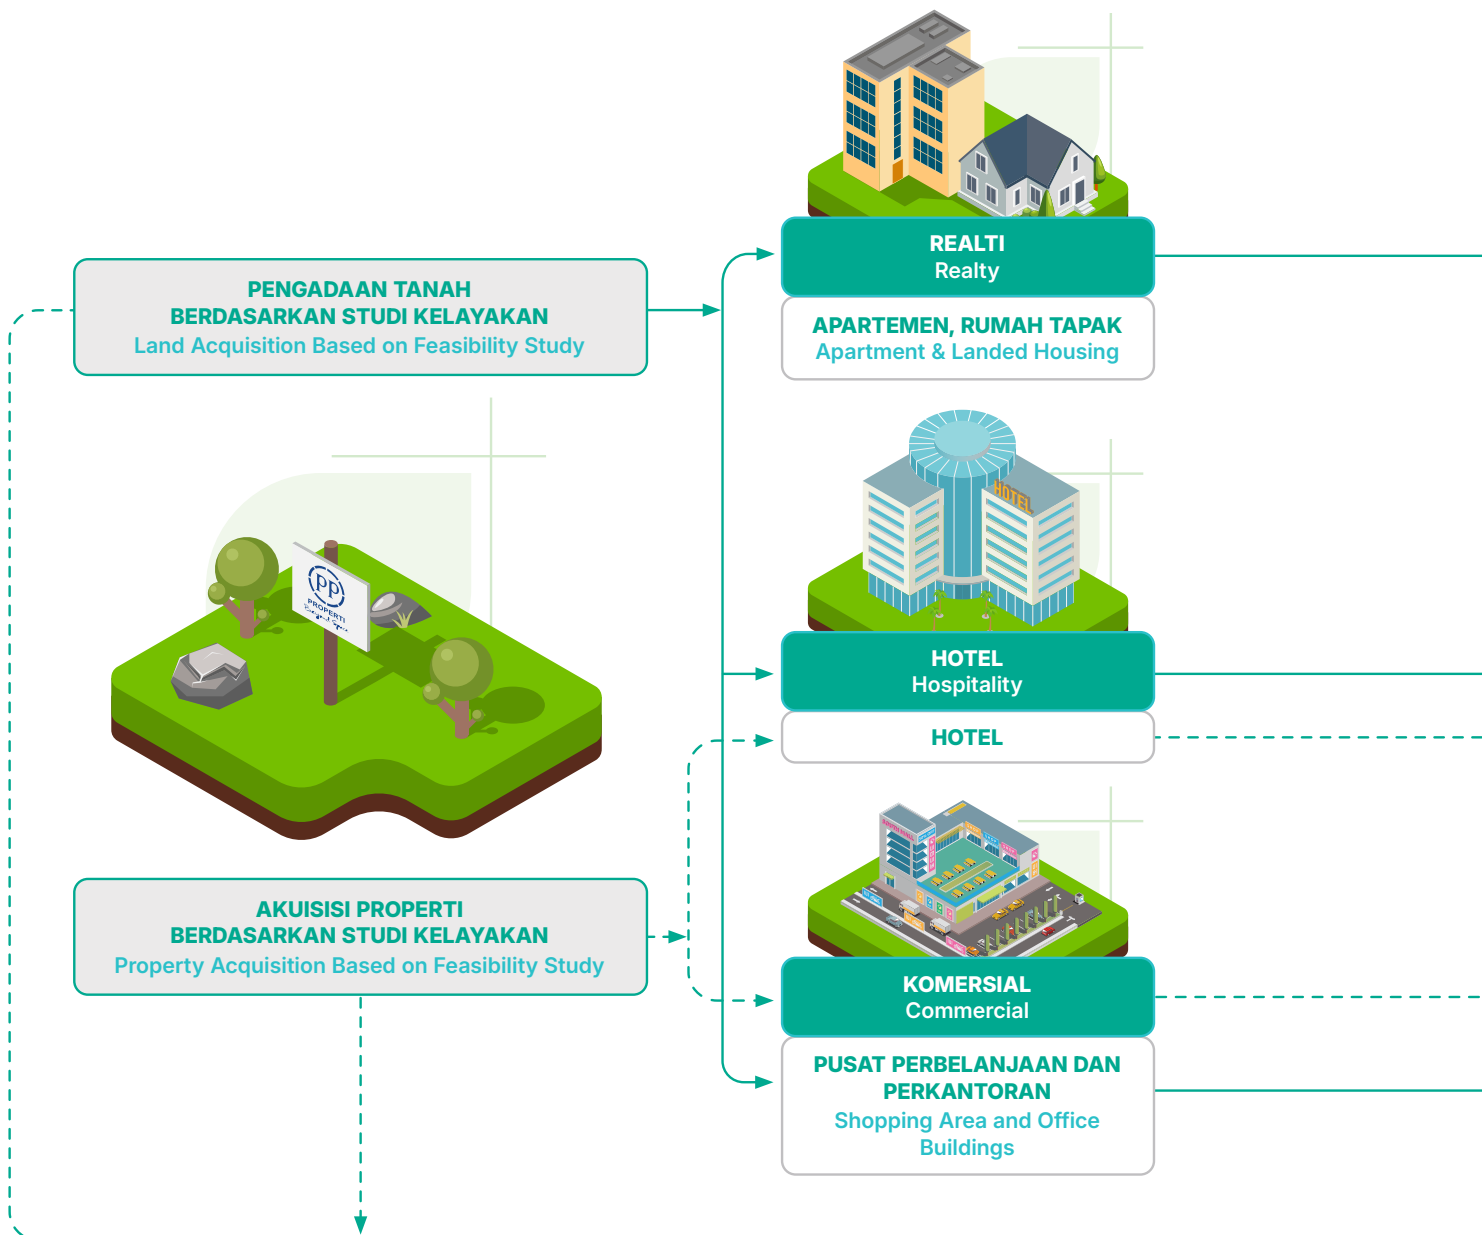 REALTI
Realty
PENGADAAN TANAH
BERDASARKAN STUDI KELAYAKAN
Land Acquisition Based on Feasibility Study
APARTEMEN, RUMAH TAPAK
Apartment & Landed Housing
HOTEL
pp
PROPERTI
HOTEL
Hospitality
HOTEL
AKUISISI PROPERTI
BERDASARKAN STUDI KELAYAKAN
Property Acquisition Based on Feasibility Study
KOMERSIAL
Commercial
PUSAT PERBELANJAAN DAN
PERKANTORAN
Shopping Area and Office
Buildings